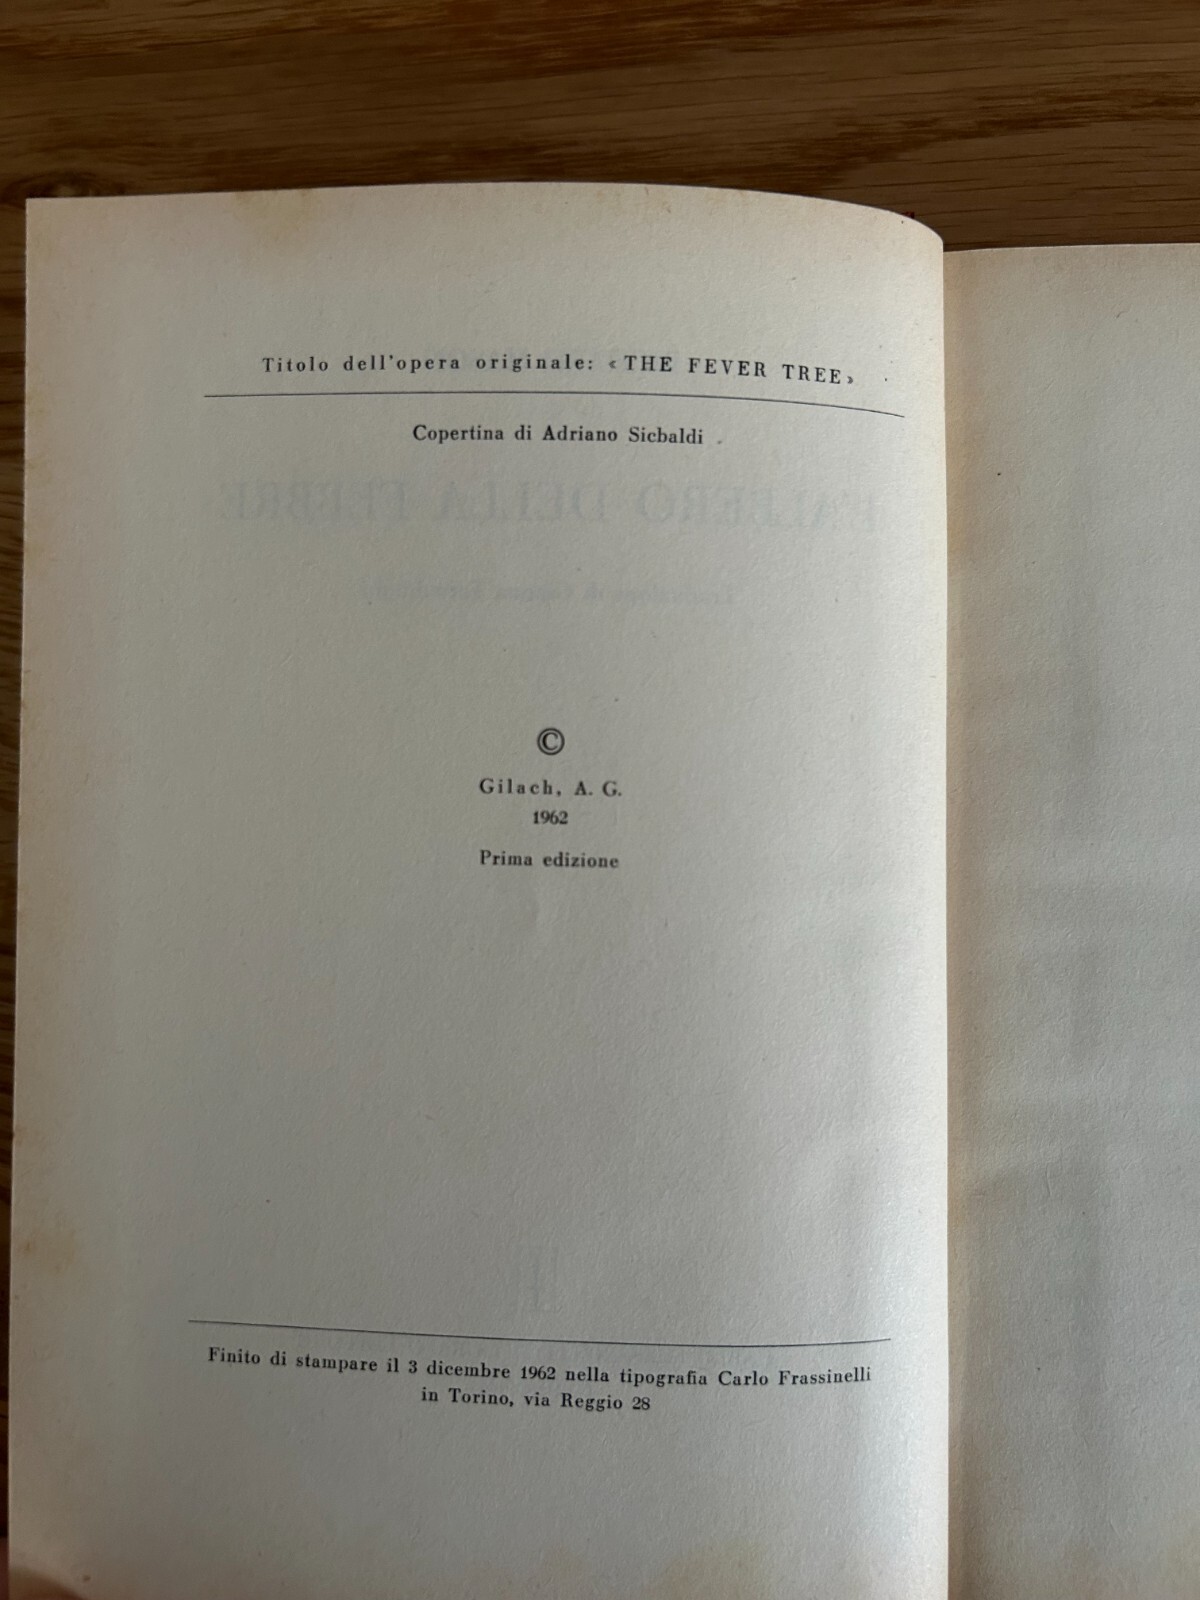 Titolo dell'opera originale: «THE FEVER TREE»
Copertina di Adriano Sicbaldi
©
Gilach, A. G.
1962
Prima edizione
Finito di stampare il 3 dicembre 1962 nella tipografia Carlo Frassinelli
in Torino, via Reggio 28